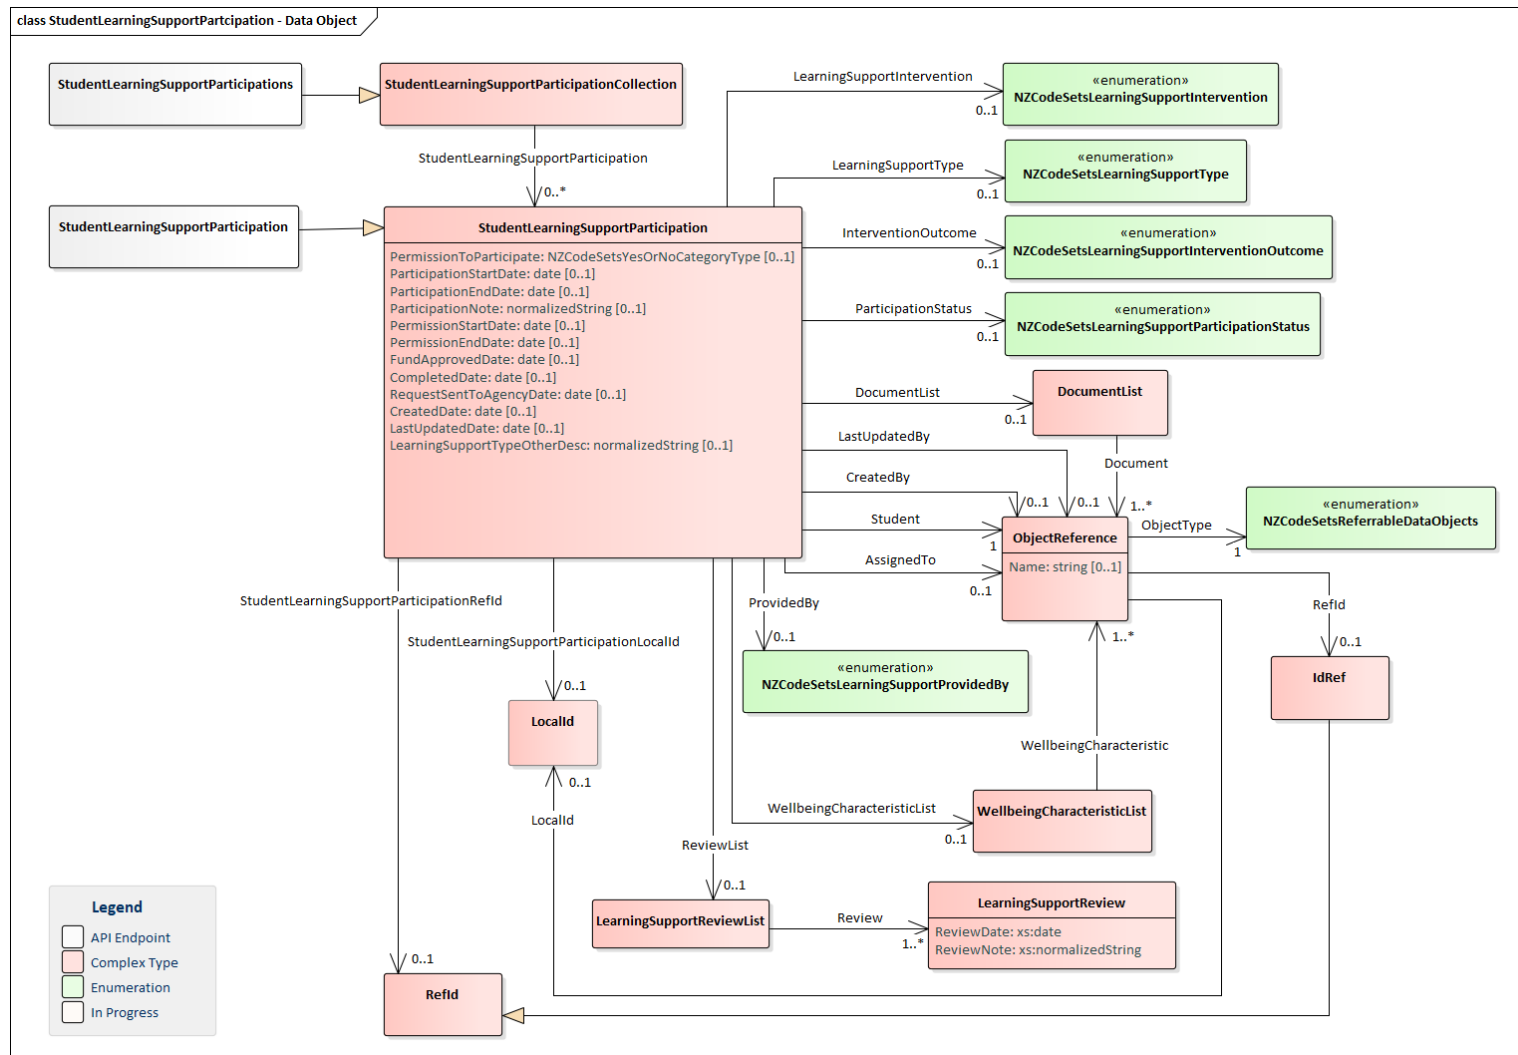 class StudentLearningSupportPartcipation - Data Object
StudentLearningSupportParticipations
StudentLearningSupportParticipationCollection
LearningSupportIntervention
0..1
«enumeration»
NZCodeSetsLearningSupportIntervention
StudentLearningSupportParticipation
0..*
LearningSupportType
0..1
«enumeration»
NZCodeSetsLearningSupportType
StudentLearningSupportParticipation
StudentLearningSupportParticipation
PermissionToParticipate: NZCodeSetsYesOrNoCategoryType [0..1]
ParticipationStartDate: date [0..1]
ParticipationEndDate: date [0..1]
ParticipationNote: normalizedString [0..1]
PermissionStartDate: date [0..1]
PermissionEndDate: date [0..1]
FundApprovedDate: date [0..1]
CompletedDate: date [0..1]
RequestSentToAgencyDate: date [0..1]
CreatedDate: date [0..1]
LastUpdatedDate: date [0..1]
LearningSupportTypeOtherDesc: normalizedString [0..1]
InterventionOutcome
0..1
«enumeration»
NZCodeSetsLearningSupportInterventionOutcome
ParticipationStatus
0..1
«enumeration»
NZCodeSetsLearningSupportParticipationStatus
DocumentList
0..1
DocumentList
LastUpdatedBy
0..1
Document
1..*
CreatedBy
0..1
Student
1
AssignedTo
0..1
ObjectReference
Name: string [0..1]
ObjectType
1
«enumeration»
NZCodeSetsReferrableDataObjects
RefId
0..1
IdRef
StudentLearningSupportParticipationRefId
0..1
StudentLearningSupportParticipationLocalId
0..1
ProvidedBy
0..1
«enumeration»
NZCodeSetsLearningSupportProvidedBy
1..*
WellbeingCharacteristic
LocalId
0..1
LocalId
WellbeingCharacteristicList
0..1
WellbeingCharacteristicList
ReviewList
0..1
LearningSupportReviewList
Review
1..*
LearningSupportReview
ReviewDate: xs:date
ReviewNote: xs:normalizedString
RefId
Legend
API Endpoint
Complex Type
Enumeration
In Progress